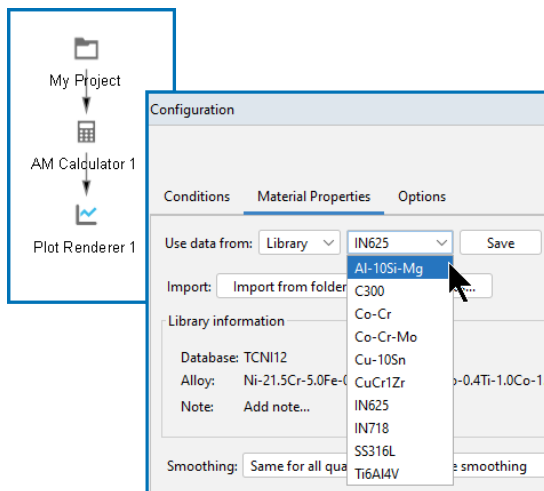 My Project
AM Calculator 1
Plot Renderer 1
Configuration
Conditions Material Properties Options
Use data from: Library IN625 Save
Al-10Si-Mg
C300
Co-Cr
Co-Cr-Mo
Cu-10Sn
CuCr1Zr
IN625
IN718
SS316L
Ti6Al4V
Import: Import from folder
Library information
Database: TCNI12
Alloy: Ni-21.5Cr-5.0Fe-0.4Ti-1.0Co-1
Note: Add note...
Smoothing: Same for all smoothing